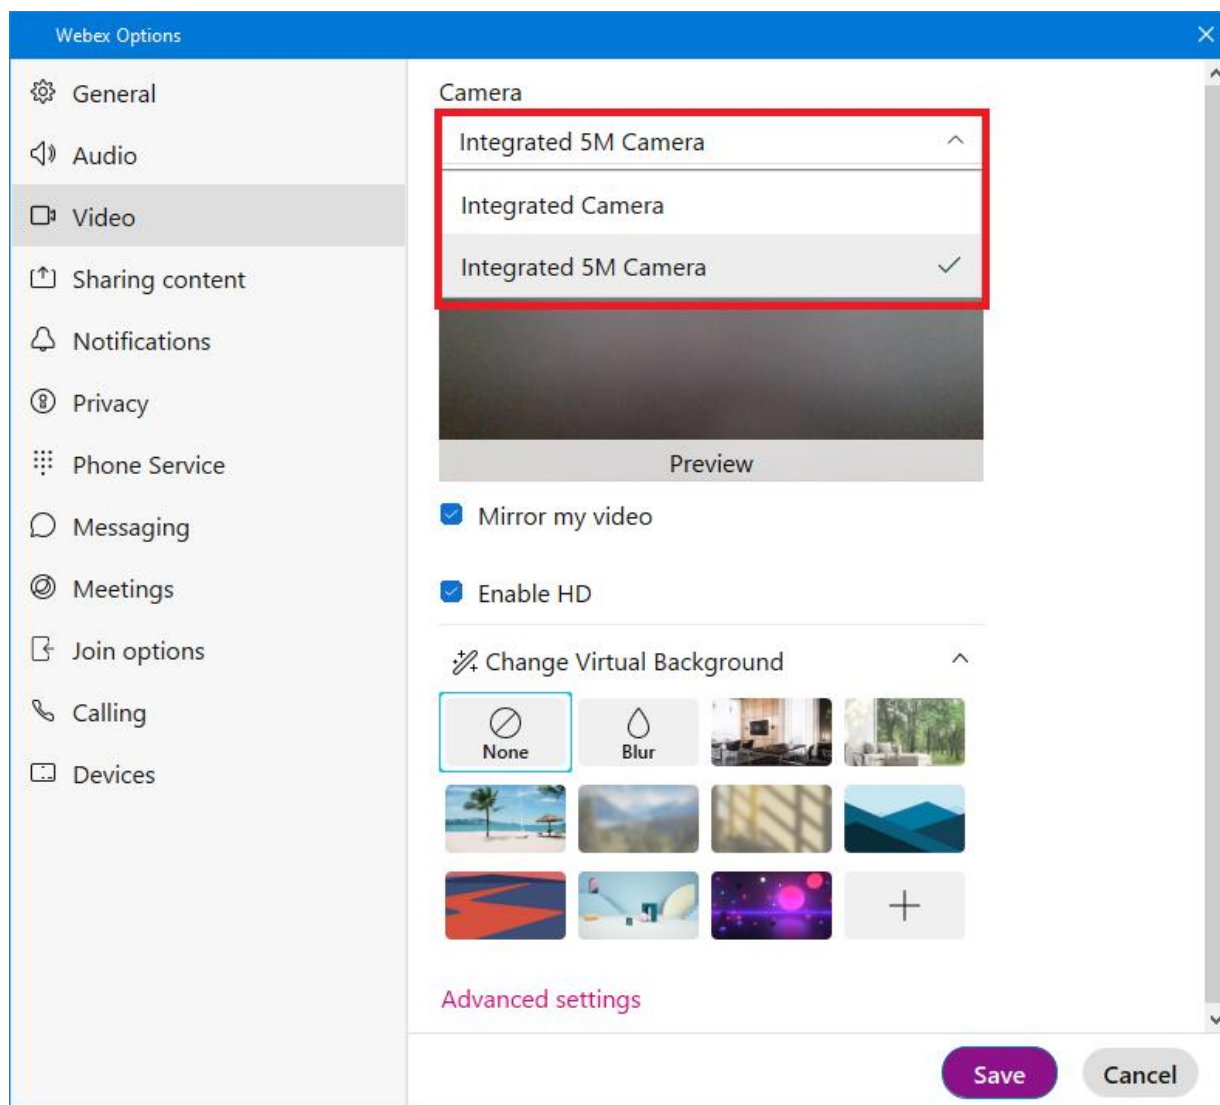 Webex Options
General
Audio
Video
Sharing content
Notifications
Privacy
Phone Service
Messaging
Meetings
Join options
Calling
Devices
Camera
Integrated 5M Camera
Integrated Camera
Integrated 5M Camera
Preview
Mirror my video
Enable HD
Change Virtual Background
None
Blur
Advanced settings
Save
Cancel